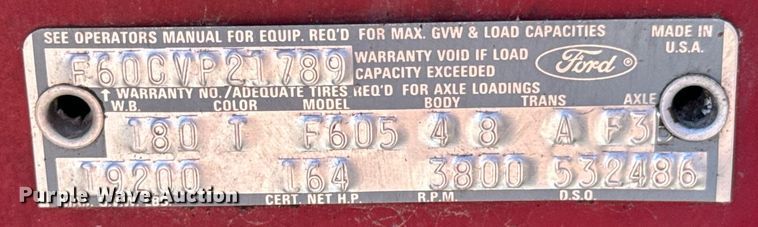 SEE OPERATORS MANUAL FOR EQUIP. REQ'D FOR MAX. GVW & LOAD CAPACITIES
MADE IN
U.S.A.
F60CVP21789
WARRANTY VOID IF LOAD
CAPACITY EXCEEDED
Ford ®
↑ WARRANTY NO./ADEQUATE TIRES REQ'D FOR AXLE LOADINGS
W.B. COLOR MODEL BODY TRANS AXLE
180 T F605 48 A F3
19200 164 3800 532486
CERT. NET H.P. R.P.M. D.S.O.
Purple Wave Auction